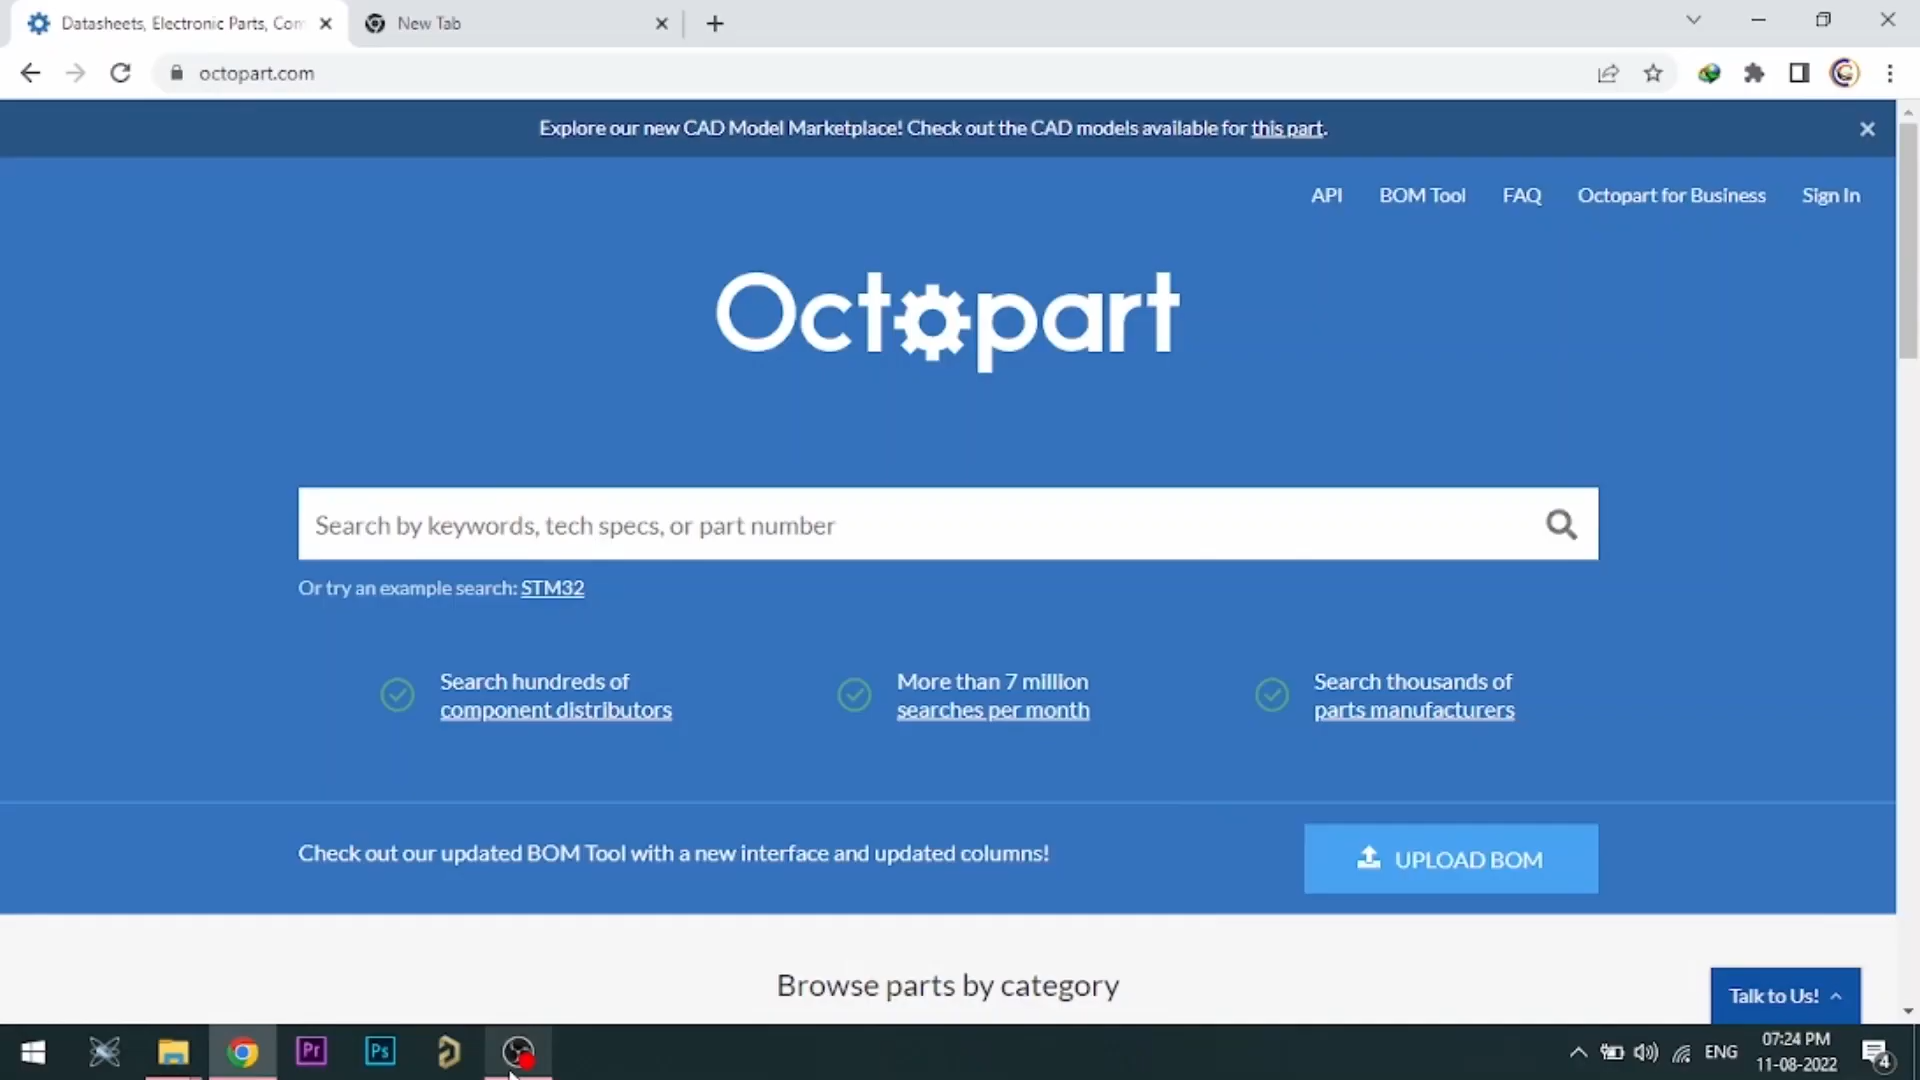 Datasheets, Electronic Parts, Com
New Tab
octopart.com
Explore our new CAD Model Marketplace! Check out the CAD models available for this part.
API BOM Tool FAQ Octopart for Business Sign In
Octopart
Search by keywords, tech specs, or part number
Or try an example search: STM32
Search hundreds of
component distributors
More than 7 million
searches per month
Search thousands of
parts manufacturers
Check out our updated BOM Tool with a new interface and updated columns!
UPLOAD BOM
Browse parts by category
Talk to Us!
Pr
Ps
ENG
07:24 PM
11-08-2022
4